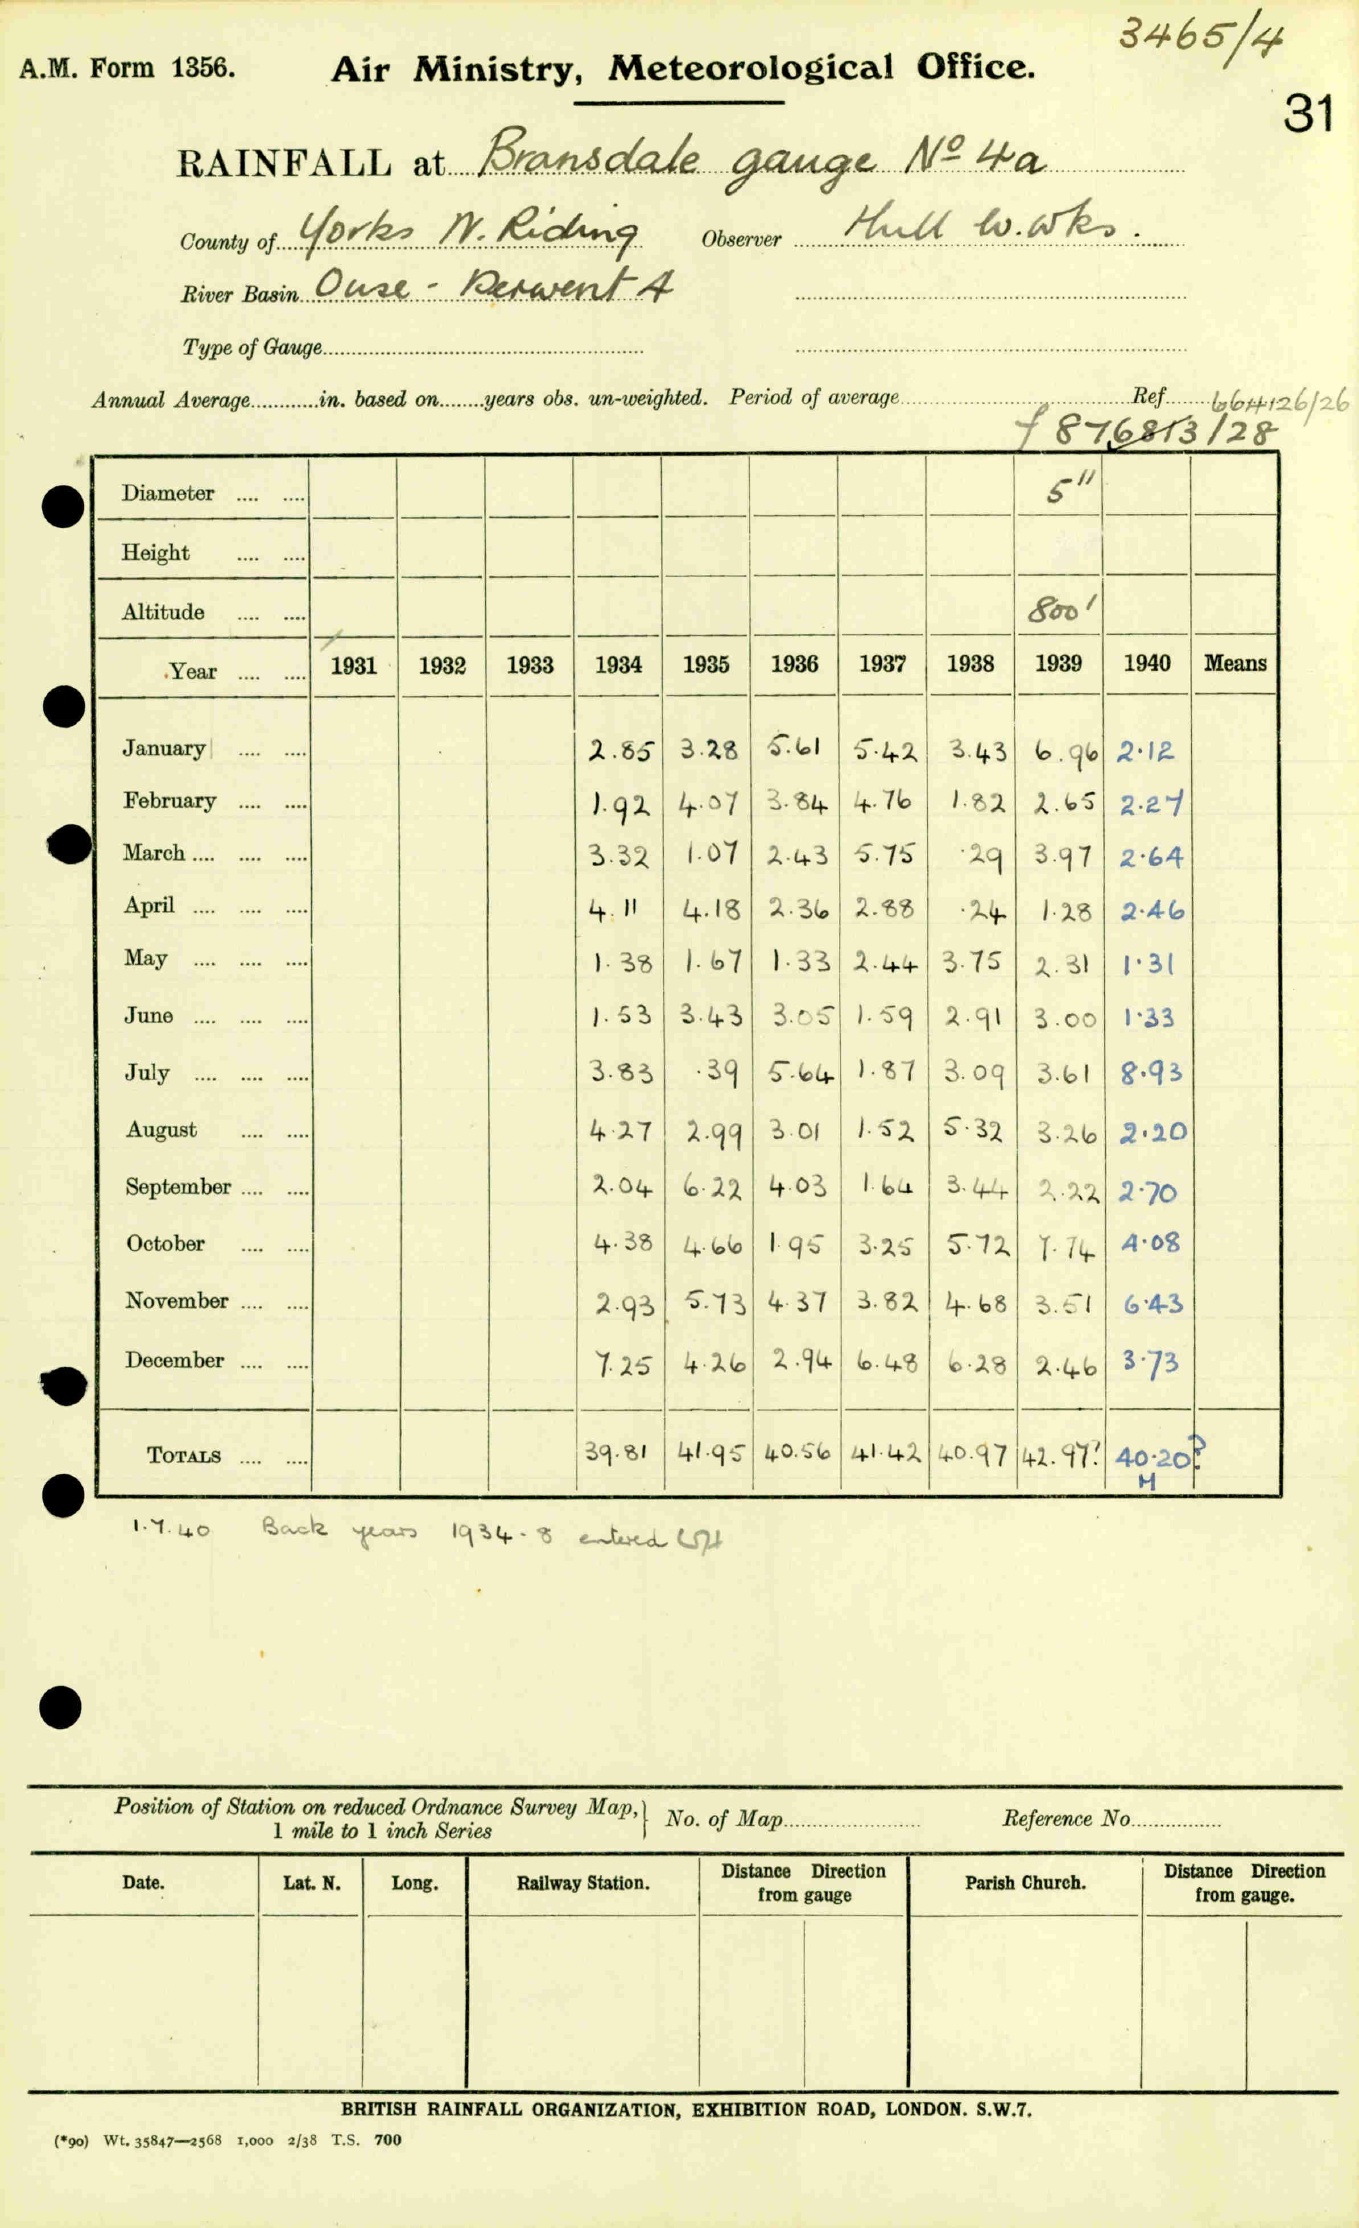 3465/4
A.M. Form 1356. Air Ministry, Meteorological Office.
31
RAINFALL at Bransdale gauge No 4a
County of Yorks N. Riding Observer Hull W. Wks.
River Basin Ouse - Derwent A
Type of Gauge
Annual Average in. based on years obs. un-weighted. Period of average Ref 664126/26
f 876813/28
Diameter 5"
Height
Altitude 800'
Year 1931 1932 1933 1934 1935 1936 1937 1938 1939 1940 Means
January 2.85 3.28 5.61 5.42 3.43 6.96 2.12
February 1.92 4.07 3.84 4.76 1.82 2.65 2.27
March 3.32 1.07 2.43 5.75 .29 3.97 2.64
April 4.11 4.18 2.36 2.88 .24 1.28 2.46
May 1.38 1.67 1.33 2.44 3.75 2.31 1.31
June 1.53 3.43 3.05 1.59 2.91 3.00 1.33
July 3.83 .39 5.64 1.87 3.09 3.61 8.93
August 4.27 2.99 3.01 1.52 5.32 3.26 2.20
September 2.04 6.22 4.03 1.64 3.44 2.22 2.70
October 4.38 4.66 1.95 3.25 5.72 7.74 4.08
November 2.93 5.73 4.37 3.82 4.68 3.51 6.43
December 7.25 4.26 2.94 6.48 6.28 2.46 3.73
TOTALS 39.81 41.95 40.56 41.42 40.97 42.97? 40.20?
M
1.7.40 Back years 1934-8 entered
Position of Station on reduced Ordnance Survey Map, 1 mile to 1 inch Series } No. of Map Reference No.
Date. Lat. N. Long. Railway Station. Distance Direction from gauge Parish Church. Distance Direction from gauge.
BRITISH RAINFALL ORGANIZATION, EXHIBITION ROAD, LONDON. S.W.7.
(*90) Wt. 35847—2568 1,000 2/38 T.S. 700